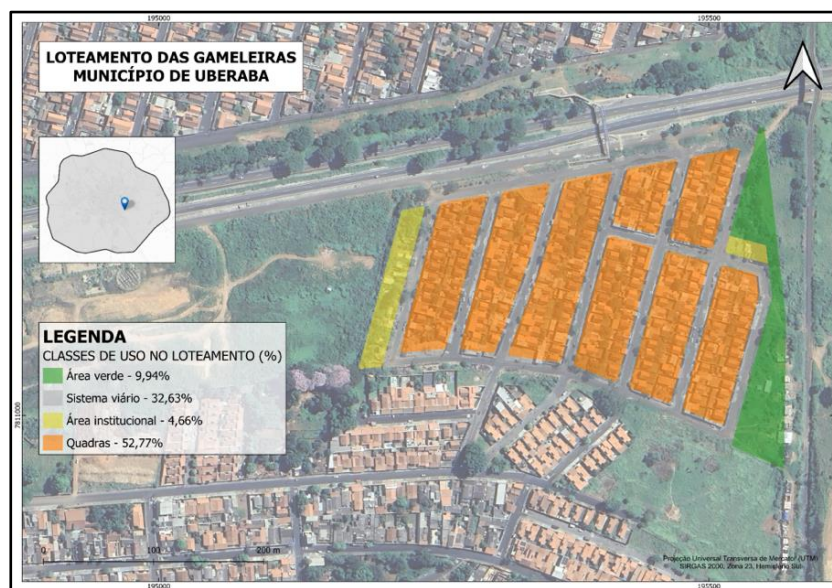 195000
195500
LOTEAMENTO DAS GAMELEIRAS
MUNICÍPIO DE UBERABA
LEGENDA
CLASSES DE USO NO LOTEAMENTO (%)
Área verde - 9,94%
Sistema viário - 32,63%
Área institucional - 4,66%
Quadras - 52,77%
7811000
0 100 200 m
Projeção Universal Transversa de Mercator (UTM)
SIRGAS 2000, Zona 23, Hemisfério Sul
195000
195500